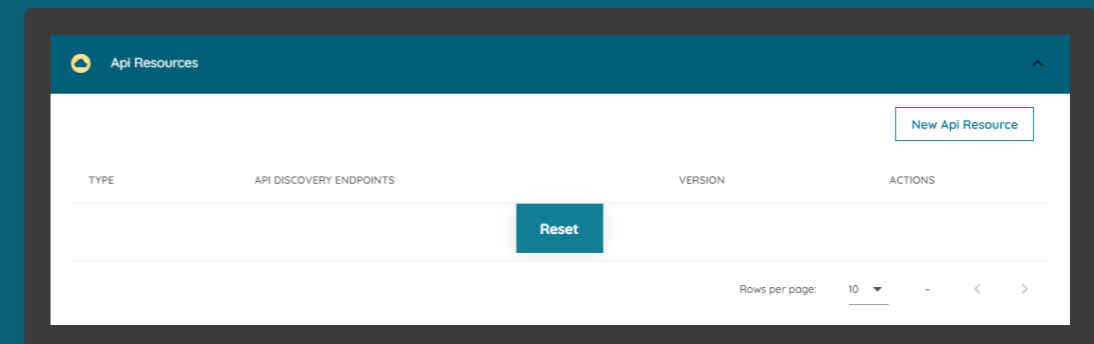 Api Resources
New Api Resource
TYPE API DISCOVERY ENDPOINTS VERSION ACTIONS
Reset
Rows per page: 10 –